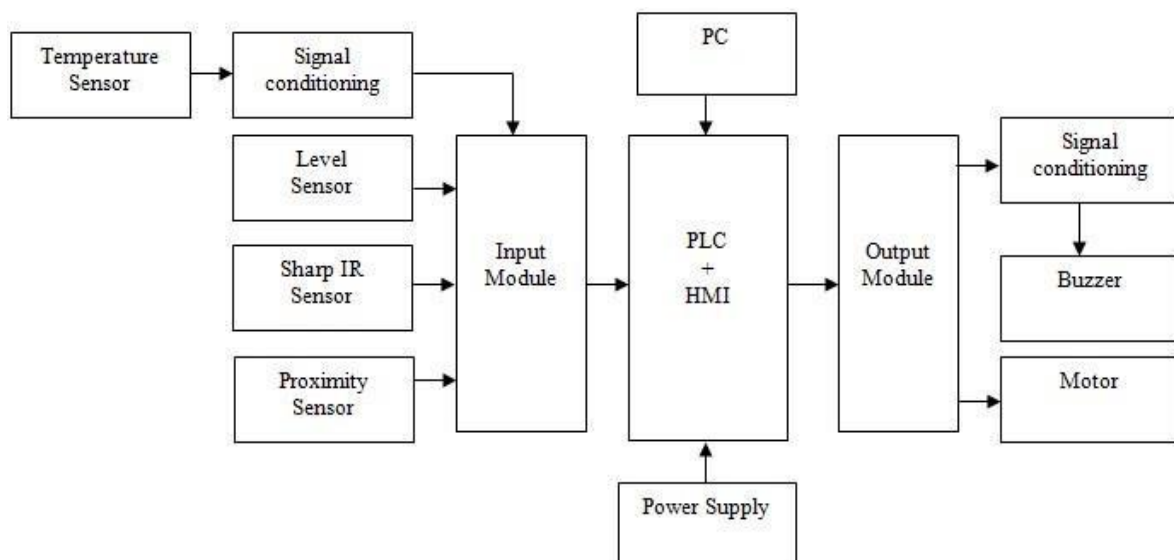 Temperature
Sensor
Signal
conditioning
PC
Level
Sensor
Sharp IR
Sensor
Proximity
Sensor
Input
Module
PLC
+
HMI
Output
Module
Signal
conditioning
Buzzer
Motor
Power Supply